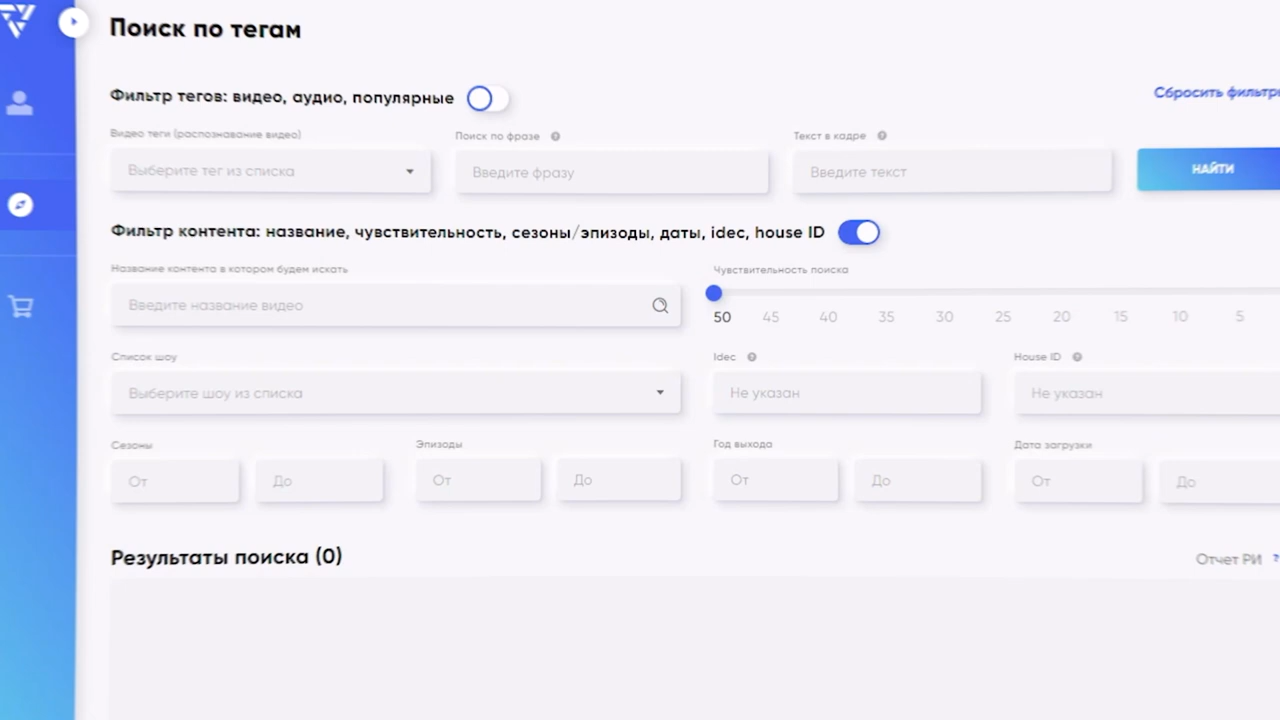 Поиск по тегам
Фильтр тегов: видео, аудио, популярные
Сбросить фильтры
Видео теги (распознавание видео)
Поиск по фразе ?
Текст в кадре ?
Выберите тег из списка
Введите фразу
Введите текст
НАЙТИ
Фильтр контента: название, чувствительность, сезоны/эпизоды, даты, idec, house ID
Название контента в котором будем искать
Чувствительность поиска
Введите название видео
50 45 40 35 30 25 20 15 10 5
Список шоу
Idec ?
House ID ?
Выберите шоу из списка
Не указан
Не указан
Сезоны
Эпизоды
Год выхода
Дата загрузки
От
До
От
До
От
До
От
До
Результаты поиска (0)
Отчет РИ ?